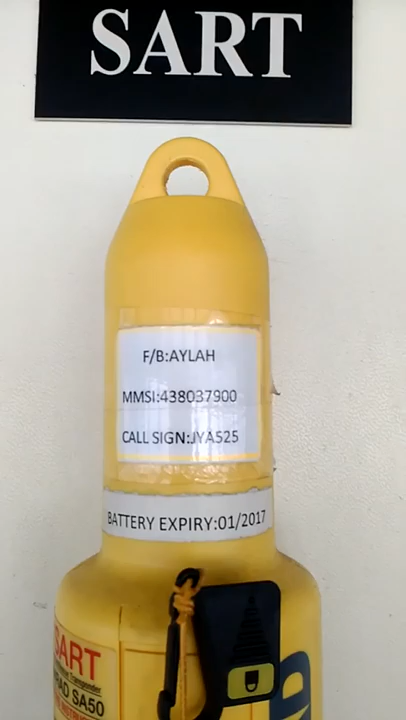 SART
F/B:AYLAH
MMSI:438037900
CALL SIGN:JYA525
BATTERY EXPIRY:01/2017
SART
SA50